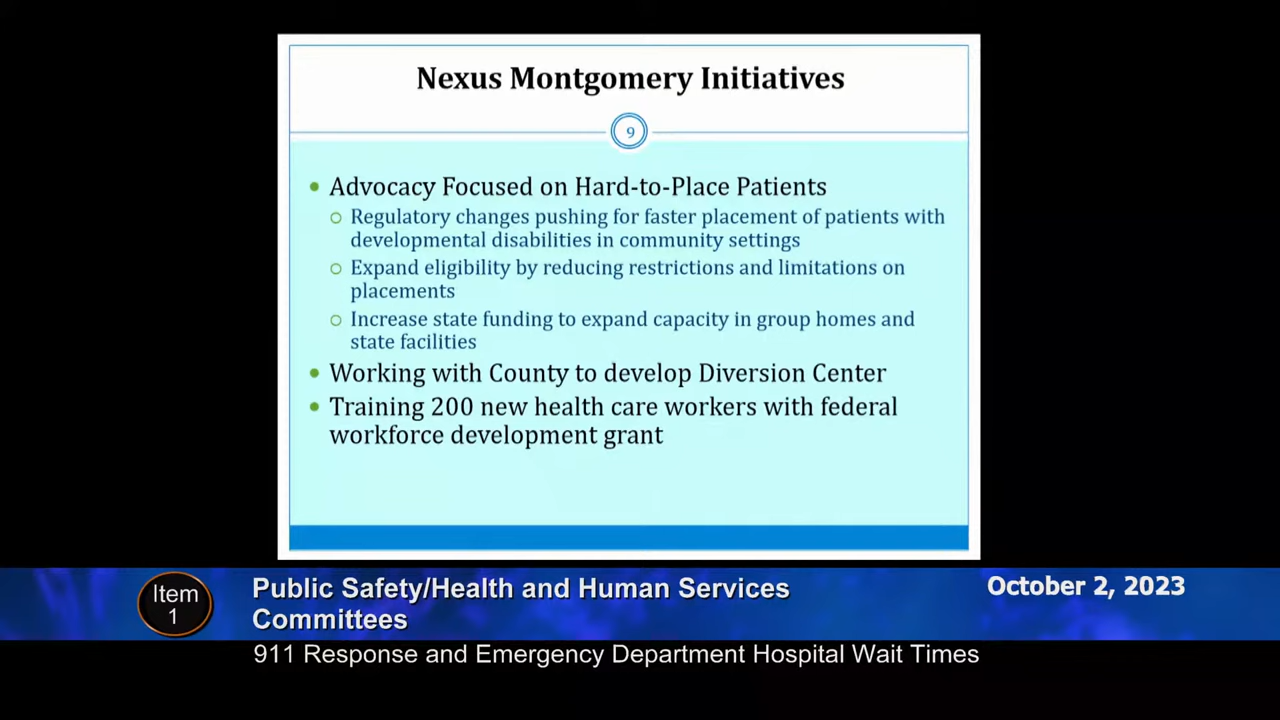 Nexus Montgomery Initiatives
9
• Advocacy Focused on Hard-to-Place Patients
○ Regulatory changes pushing for faster placement of patients with
developmental disabilities in community settings
○ Expand eligibility by reducing restrictions and limitations on
placements
○ Increase state funding to expand capacity in group homes and
state facilities
• Working with County to develop Diversion Center
• Training 200 new health care workers with federal
workforce development grant
Item
1
Public Safety/Health and Human Services
Committees
October 2, 2023
911 Response and Emergency Department Hospital Wait Times